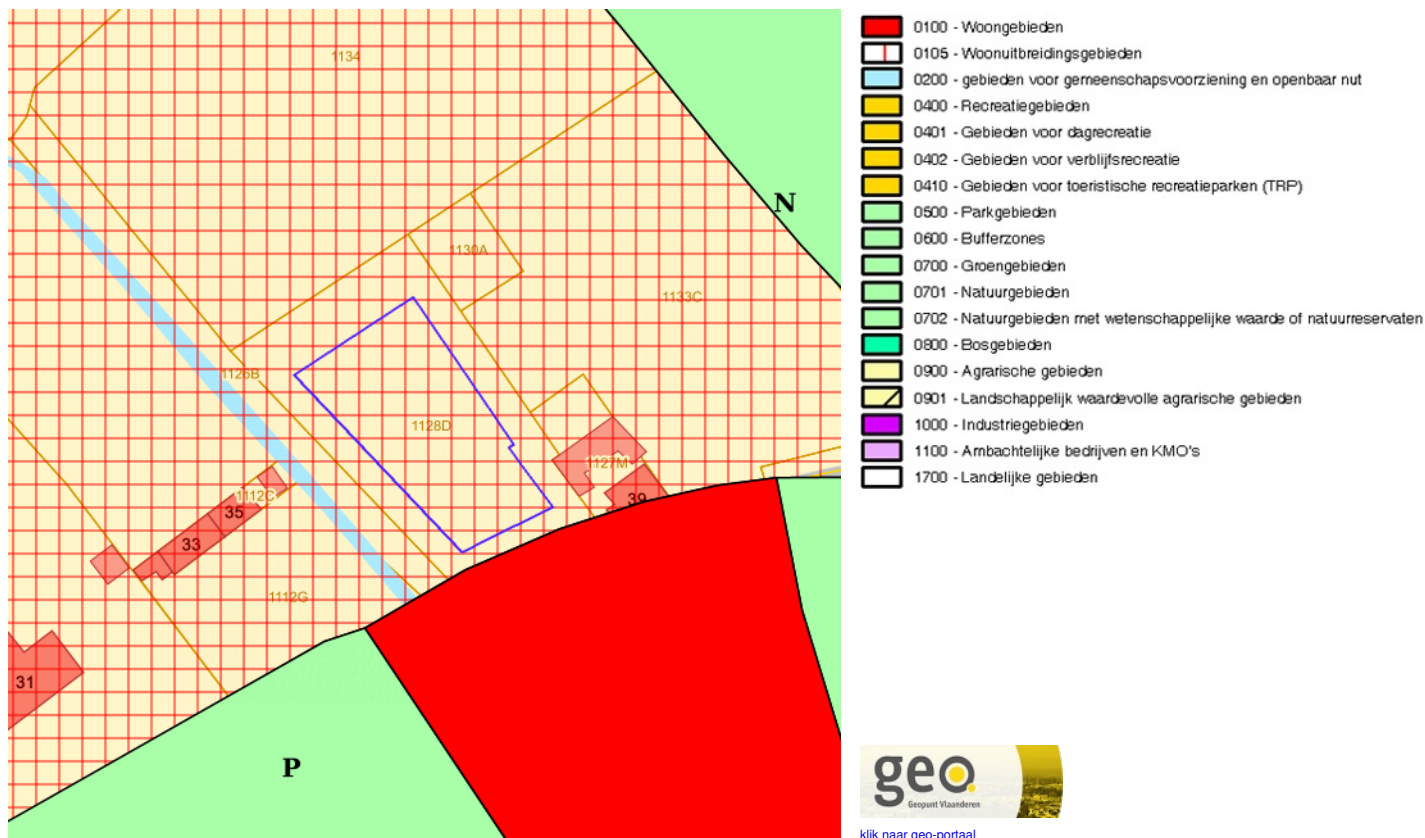 1134
N
1130A
1133C
1126B
1128D
1127M
39
1112C
35
33
1112G
31
P
0100 - Woongebieden
0105 - Woonuitbreidingsgebieden
0200 - gebieden voor gemeenschapsvoorziening en openbaar nut
0400 - Recreatiegebieden
0401 - Gebieden voor dagrecreatie
0402 - Gebieden voor verblijfsrecreatie
0410 - Gebieden voor toeristische recreatieparken (TRP)
0500 - Parkgebieden
0600 - Bufferzones
0700 - Groengebieden
0701 - Natuurgebieden
0702 - Natuurgebieden met wetenschappelijke waarde of natuurreservaten
0800 - Bosgebieden
0900 - Agrarische gebieden
0901 - Landschappelijk waardevolle agrarische gebieden
1000 - Industriegebieden
1100 - Ambachtelijke bedrijven en KMO's
1700 - Landelijke gebieden
geo
Geopunt Vlaanderen
klik naar geo-portaal